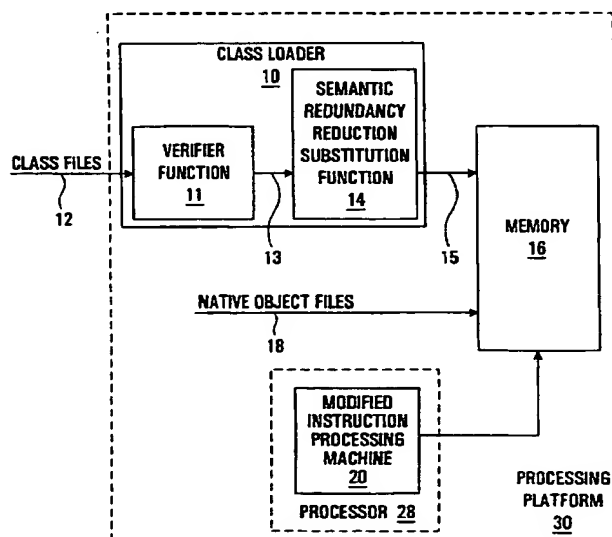 CLASS LOADER
10
SEMANTIC
REDUNDANCY
REDUCTION
SUBSTITUTION
FUNCTION
14
VERIFIER
FUNCTION
11
CLASS FILES
12
13
15
MEMORY
16
NATIVE OBJECT FILES
18
MODIFIED
INSTRUCTION
PROCESSING
MACHINE
20
PROCESSOR 28
PROCESSING
PLATFORM
30